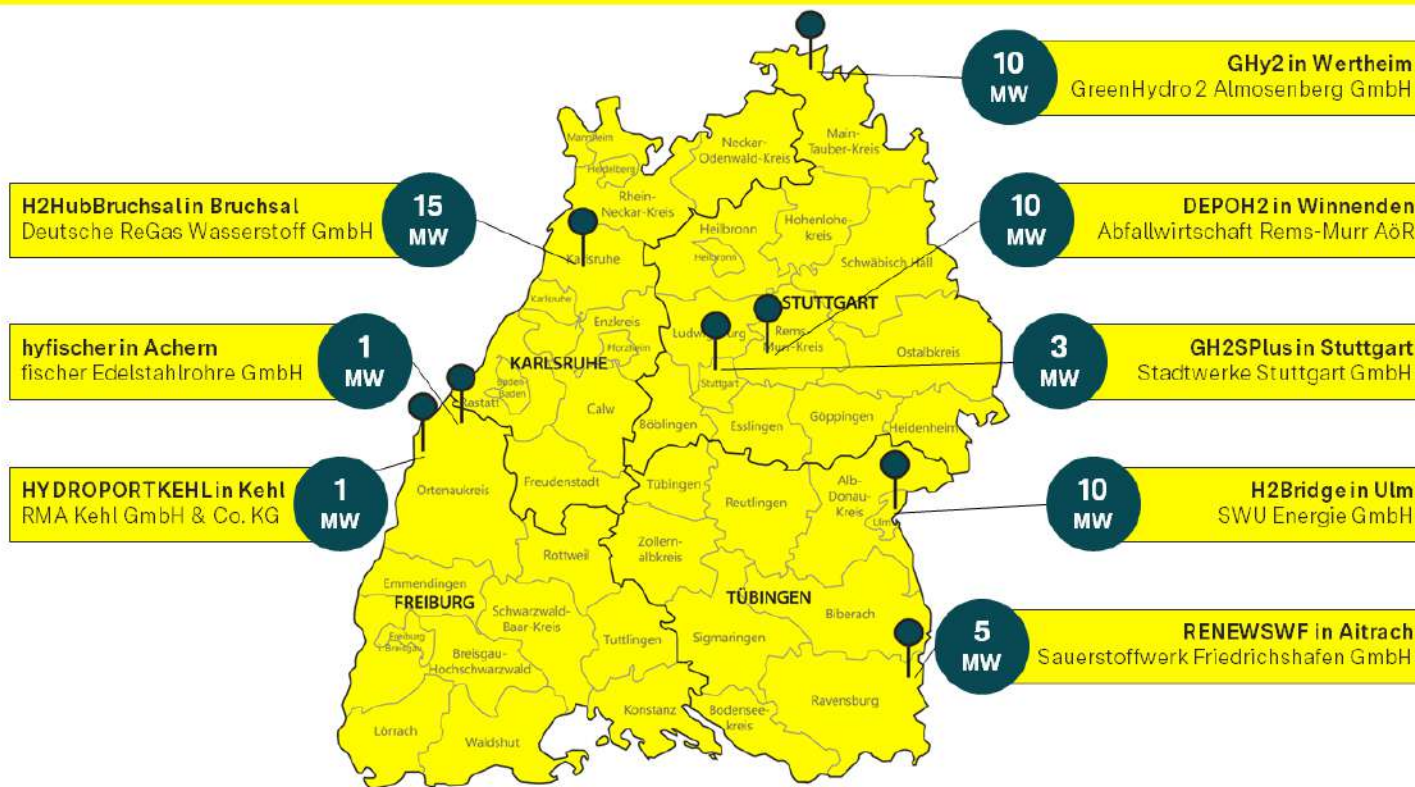 10
MW
GHy2 in Wertheim
GreenHydro2 Almosenberg GmbH
H2HubBruchsal in Bruchsal
Deutsche ReGas Wasserstoff GmbH
15
MW
10
MW
DEPOH2 in Winnenden
Abfallwirtschaft Rems-Murr AöR
hyfischer in Achern
fischer Edelstahlrohre GmbH
1
MW
3
MW
GH2SPlus in Stuttgart
Stadtwerke Stuttgart GmbH
HYDROPORTKEHL in Kehl
RMA Kehl GmbH & Co. KG
1
MW
10
MW
H2Bridge in Ulm
SWU Energie GmbH
5
MW
RENEWSWF in Aitrach
Sauerstoffwerk Friedrichshafen GmbH
Mannheim
Heidelberg
Rhein-
Neckar-Kreis
Neckar-
Odenwald-Kreis
Main-
Tauber-Kreis
Heilbronn
Heilbronn
Hohenlohe-
kreis
Schwäbisch Hall
Karlsruhe
Karlsruhe
Enzkreis
Pforzheim
KARLSRUHE
Baden-
Baden
Rastatt
Calw
Freudenstadt
STUTTGART
Ludwigsburg
Rems-
Murr-Kreis
Ostalbkreis
Stuttgart
Böblingen
Esslingen
Göppingen
Heidenheim
Ortenaukreis
Rottweil
Emmendingen
FREIBURG
Freiburg
i. Breisgau
Breisgau-
Hochschwarzwald
Schwarzwald-
Baar-Kreis
Tuttlingen
Lörrach
Waldshut
Konstanz
Tübingen
Reutlingen
Alb-
Donau-
Kreis
Ulm
Zollern-
albkreis
TÜBINGEN
Biberach
Sigmaringen
Ravensburg
Bodensee-
kreis